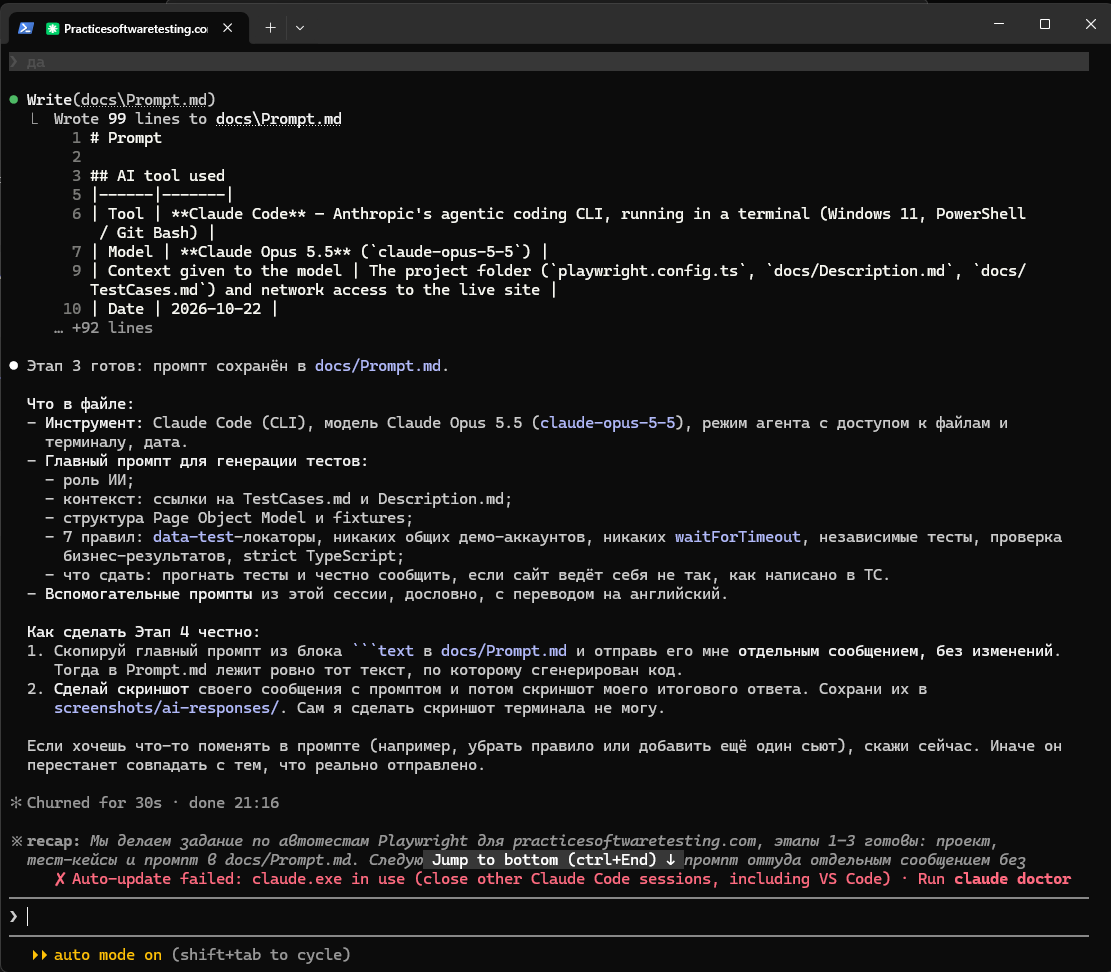 Practicesoftwaretesting.co
❯ да
● Write(docs\Prompt.md)
└ Wrote 99 lines to docs\Prompt.md
1 # Prompt
2
3 ## AI tool used
5 |------|-------|
6 | Tool | **Claude Code** — Anthropic's agentic coding CLI, running in a terminal (Windows 11, PowerShell
/ Git Bash) |
7 | Model | **Claude Opus 5.5** (`claude-opus-5-5`) |
9 | Context given to the model | The project folder (`playwright.config.ts`, `docs/Description.md`, `docs/
TestCases.md`) and network access to the live site |
10 | Date | 2026-10-22 |
… +92 lines
● Этап 3 готов: промпт сохранён в docs/Prompt.md.
Что в файле:
- Инструмент: Claude Code (CLI), модель Claude Opus 5.5 (claude-opus-5-5), режим агента с доступом к файлам и
терминалу, дата.
- Главный промпт для генерации тестов:
- роль ИИ;
- контекст: ссылки на TestCases.md и Description.md;
- структура Page Object Model и fixtures;
- 7 правил: data-test-локаторы, никаких общих демо-аккаунтов, никаких waitForTimeout, независимые тесты, проверка
бизнес-результатов, strict TypeScript;
- что сдать: прогнать тесты и честно сообщить, если сайт ведёт себя не так, как написано в TC.
- Вспомогательные промпты из этой сессии, дословно, с переводом на английский.
Как сделать Этап 4 честно:
1. Скопируй главный промпт из блока ```text в docs/Prompt.md и отправь его мне отдельным сообщением, без изменений.
Тогда в Prompt.md лежит ровно тот текст, по которому сгенерирован код.
2. Сделай скриншот своего сообщения с промптом и потом скриншот моего итогового ответа. Сохрани их в
screenshots/ai-responses/. Сам я сделать скриншот терминала не могу.
Если хочешь что-то поменять в промпте (например, убрать правило или добавить ещё один сьют), скажи сейчас. Иначе он
перестанет совпадать с тем, что реально отправлено.
✻ Churned for 30s · done 21:16
※ recap: Мы делаем задание по автотестам Playwright для practicesoftwaretesting.com, этапы 1-3 готовы: проект,
тест-кейсы и промпт в docs/Prompt.md. Следую Jump to bottom (ctrl+End) ↓ промпт оттуда отдельным сообщением без
✗ Auto-update failed: claude.exe in use (close other Claude Code sessions, including VS Code) · Run claude doctor
❯
⏵⏵ auto mode on (shift+tab to cycle)